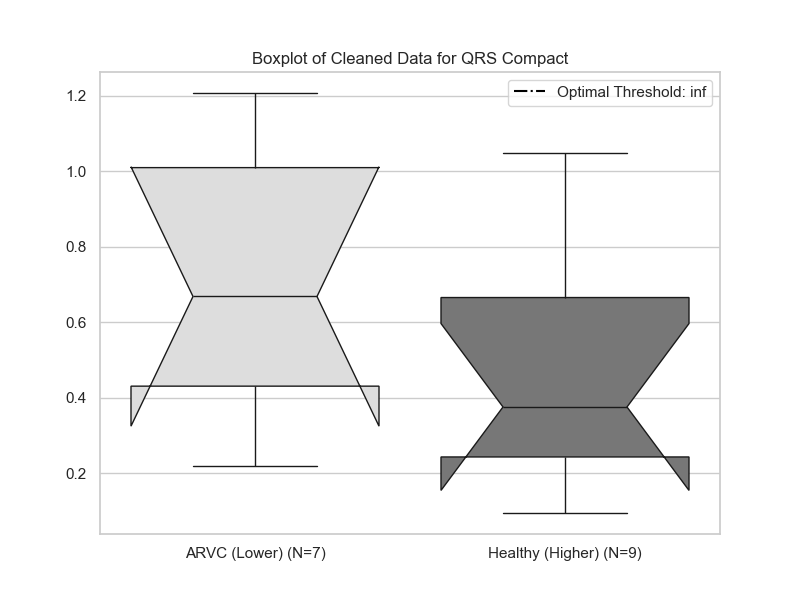 Boxplot of Cleaned Data for QRS Compact
Optimal Threshold: inf
1.2
1.0
0.8
0.6
0.4
0.2
ARVC (Lower) (N=7)
Healthy (Higher) (N=9)